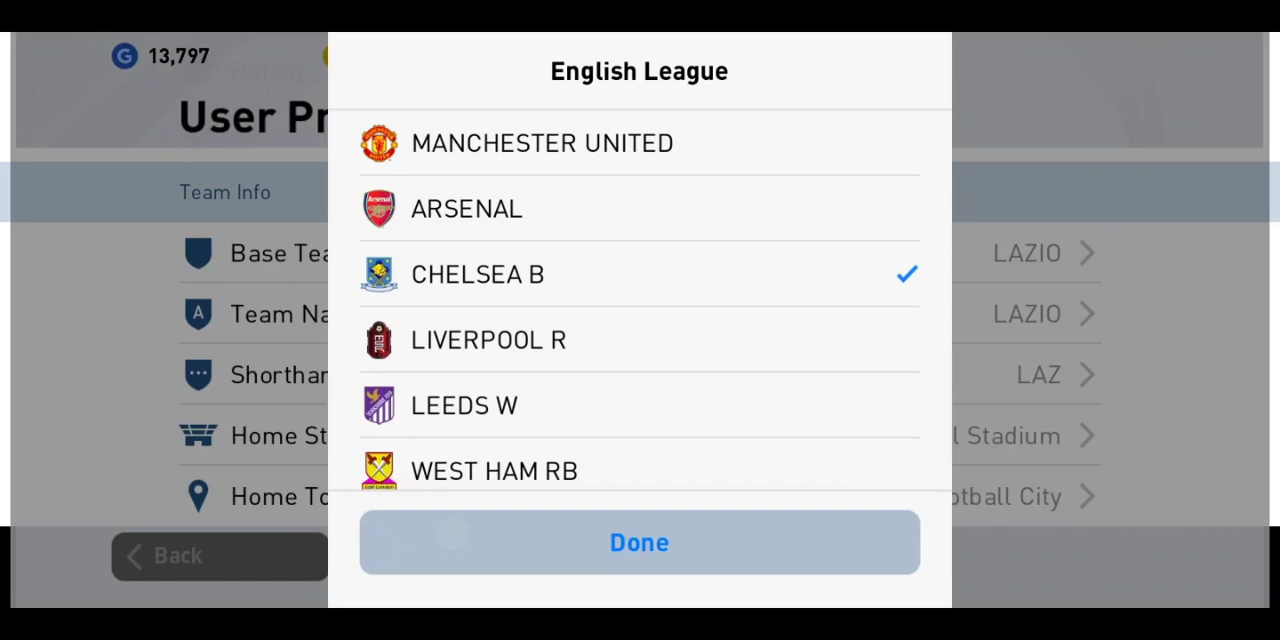 13,797
English League
User Pr
MANCHESTER UNITED
Team Info
ARSENAL
Base Tea
CHELSEA B
LAZIO
Team Na
LIVERPOOL R
LAZIO
Shorthan
LEEDS W
LAZ
Home St
WEST HAM RB
l Stadium
Home To
otball City
Back
Done